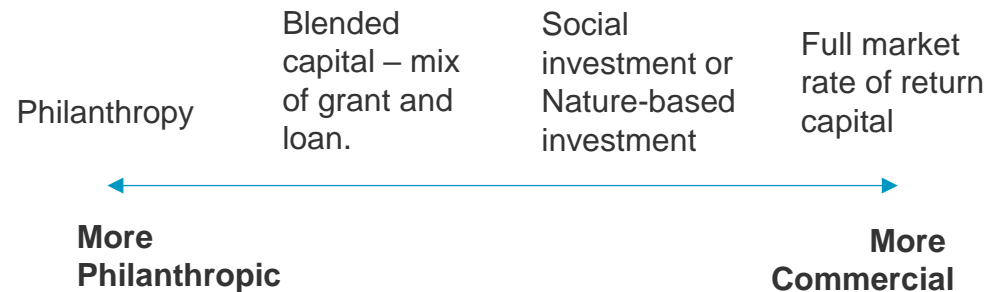 Philanthropy
Blended
capital – mix
of grant and
loan.
Social
investment or
Nature-based
investment
Full market
rate of return
capital
More
Philanthropic
More
Commercial